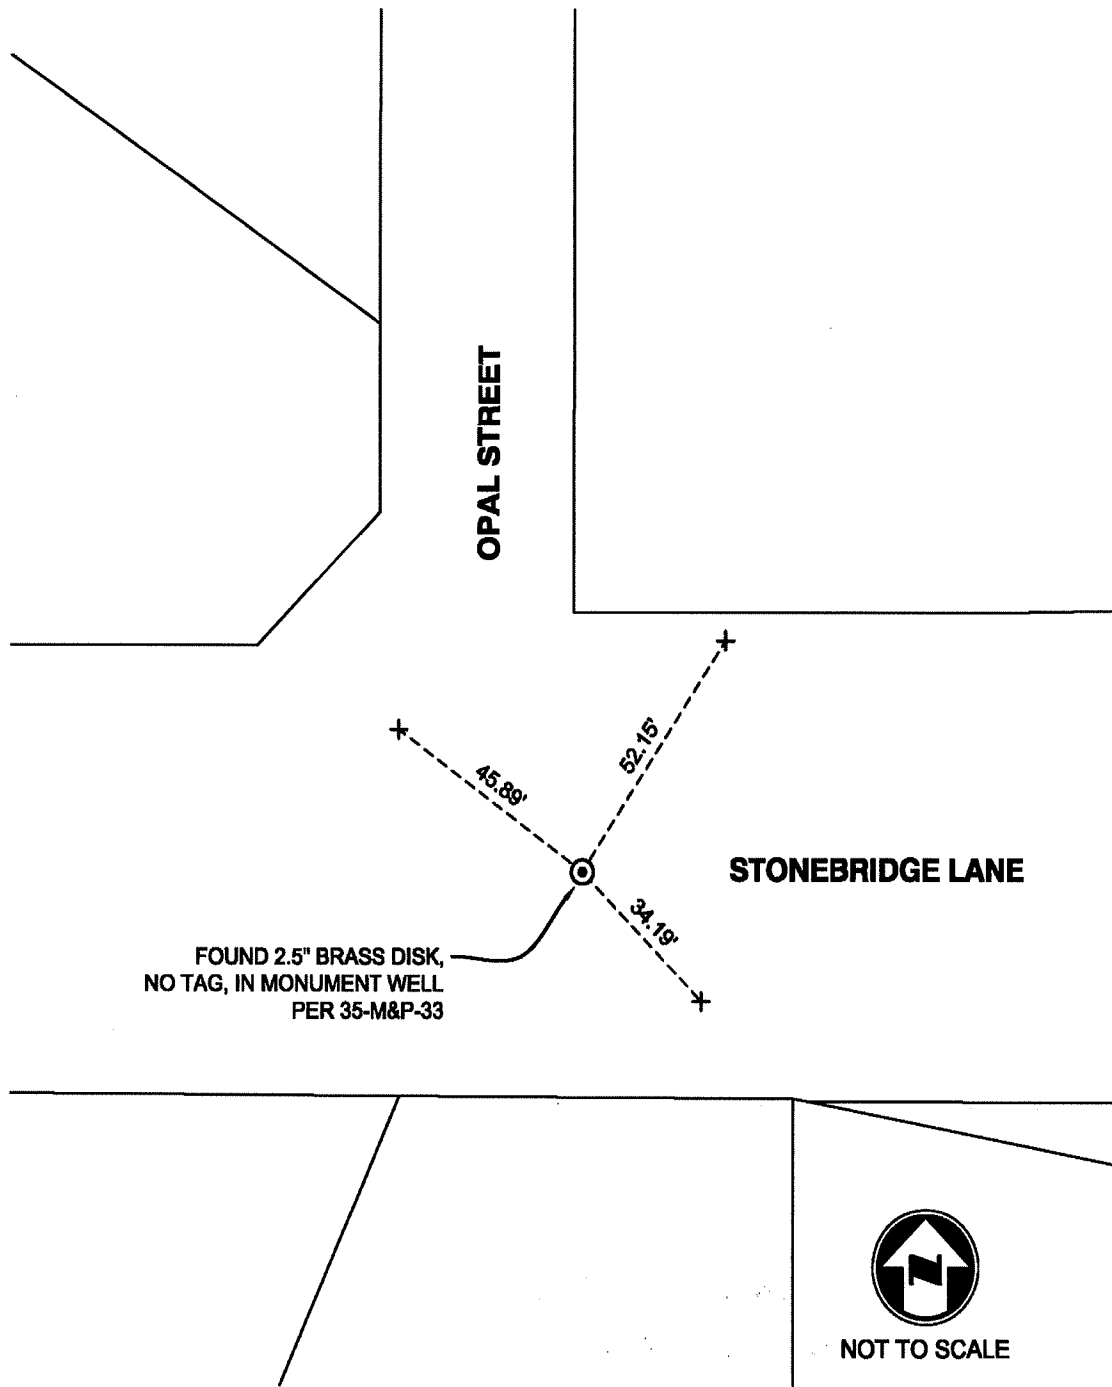 OPAL STREET
52.15'
45.89'
STONEBRIDGE LANE
34.19'
FOUND 2.5" BRASS DISK,
NO TAG, IN MONUMENT WELL
PER 35-M&P-33
N
NOT TO SCALE